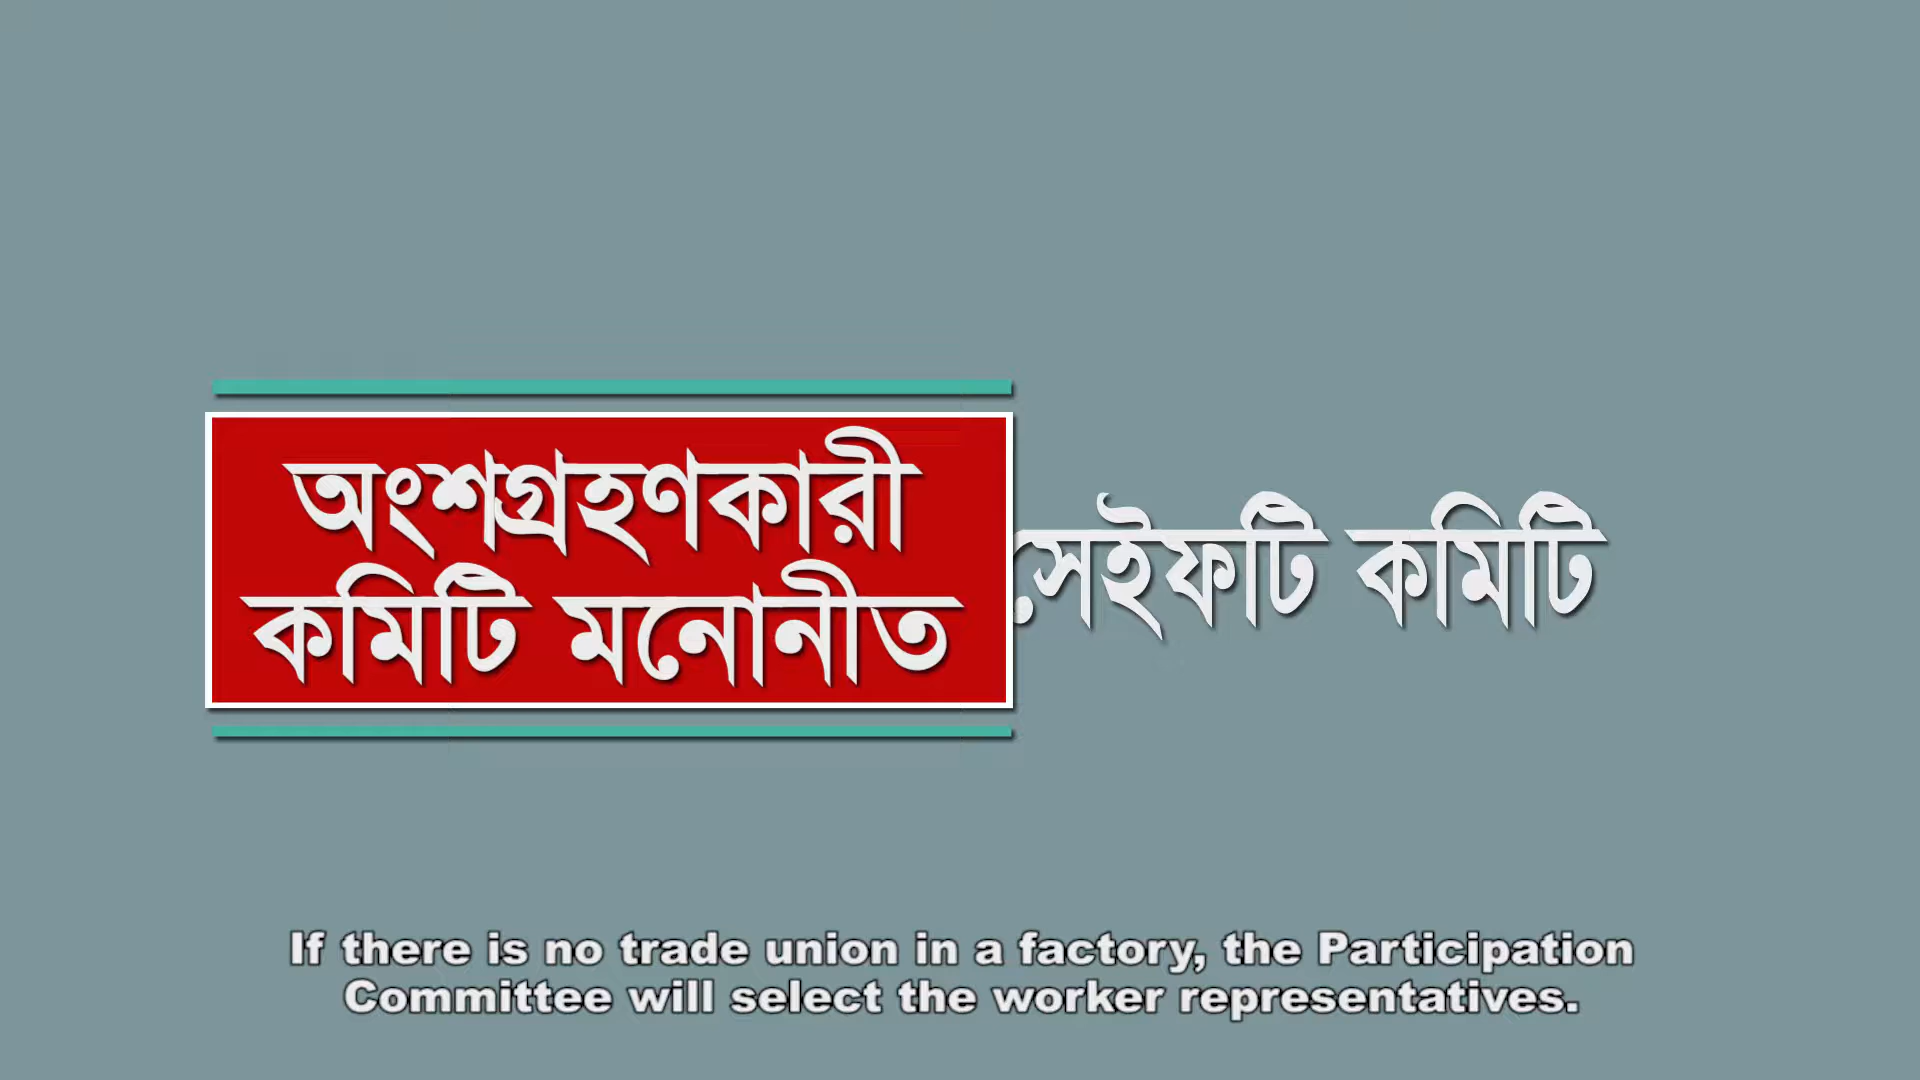 অংশগ্রহণকারী
কমিটি মনোনীত
সেইফটি কমিটি
If there is no trade union in a factory, the Participation
Committee will select the worker representatives.